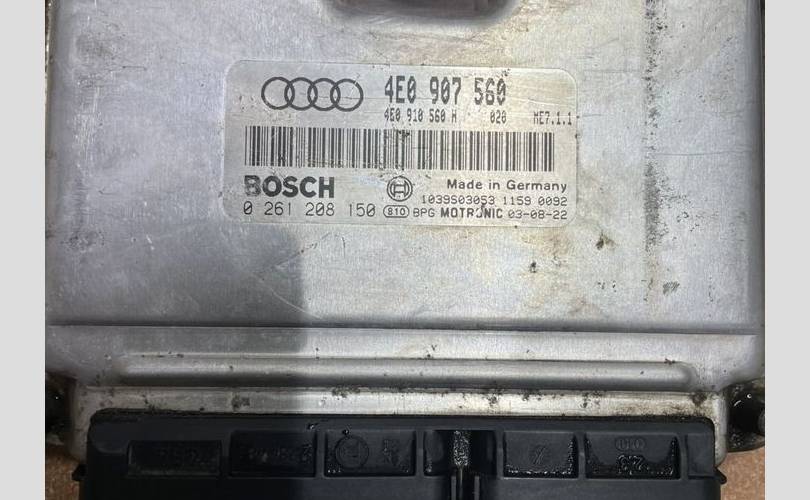 4E0 907 560
4E0 910 560 H 020 ME7.1.1
BOSCH
Made in Germany
1039S03053 1159 0092
0 261 208 150 810 BPG MOTRONIC 03-08-22